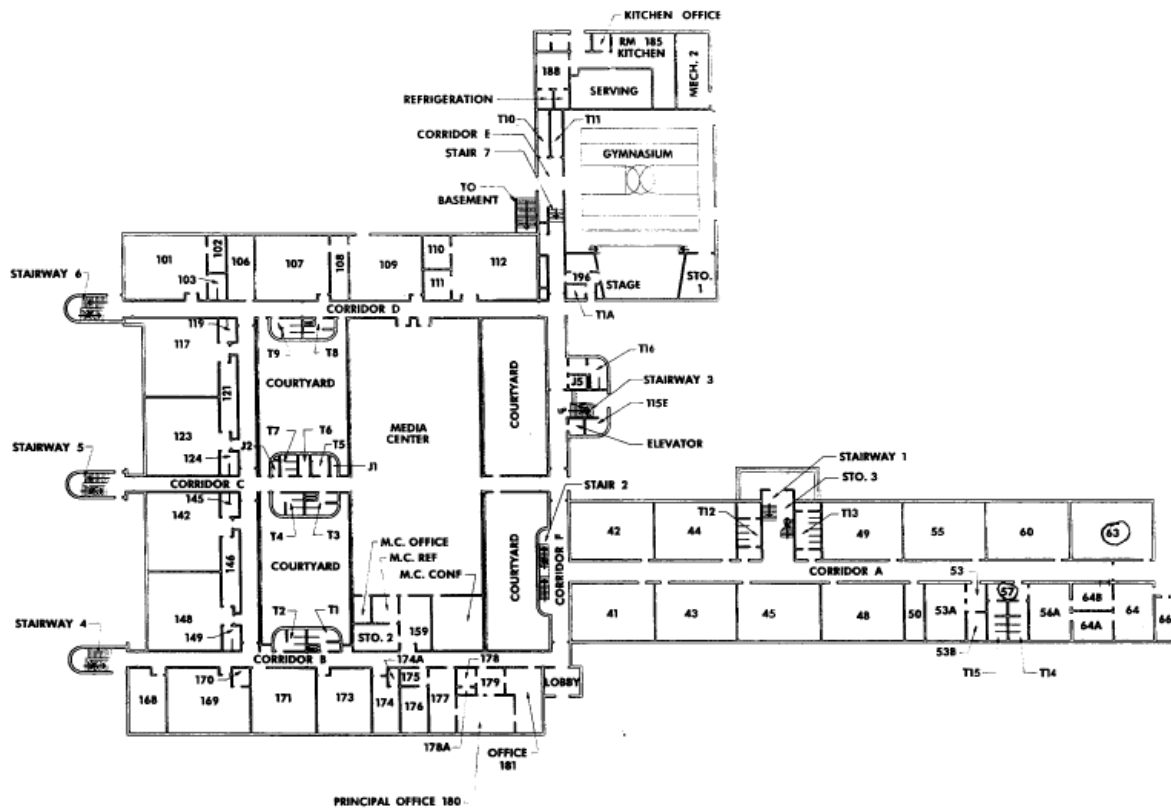 KITCHEN OFFICE
RM 185
KITCHEN
MECH. 2
188
SERVING
REFRIGERATION
T10
T11
CORRIDOR E
STAIR 7
GYMNASIUM
TO
BASEMENT
101
102
103
106
107
108
109
110
111
112
196
STAGE
STO.
1
T1A
STAIRWAY 6
CORRIDOR D
119
117
T9
T8
COURTYARD
121
123
124
MEDIA
CENTER
COURTYARD
T16
J5
STAIRWAY 3
UP
T15E
ELEVATOR
J2
T7
T6
T5
J1
STAIRWAY 5
CORRIDOR C
145
142
T4
T3
146
148
149
COURTYARD
T2
T1
M.C. OFFICE
M.C. REF
M.C. CONF
STO. 2
159
COURTYARD
STAIR 2
CORRIDOR F
STAIRWAY 1
STO. 3
T12
T13
42
44
49
55
60
63
CORRIDOR A
53
57
41
43
45
48
50
53A
56A
64B
64A
64
66
53B
T15
T14
STAIRWAY 4
CORRIDOR B
170
174A
175
178
179
LOBBY
168
169
171
173
174
176
177
178A
OFFICE
181
PRINCIPAL OFFICE 180